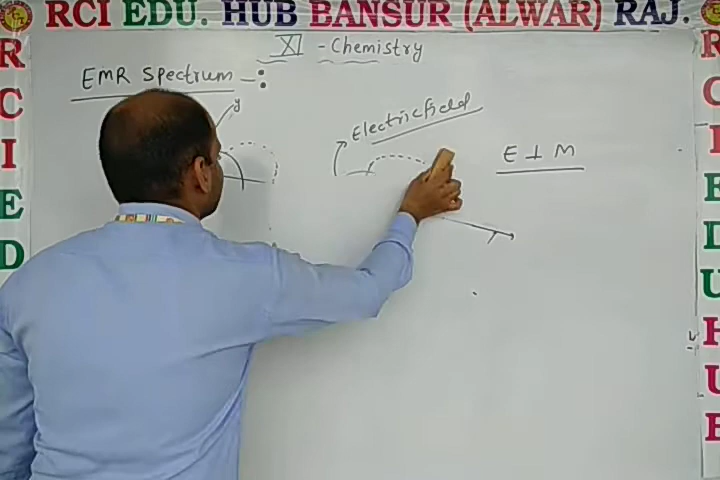 RCI EDU. HUB BANSUR (ALWAR) RAJ.
XI - Chemistry
EMR Spectrum -:
y
Electric field
E ⊥ M
R
C
I
E
D
R
C
I
E
D
U
H
U
B